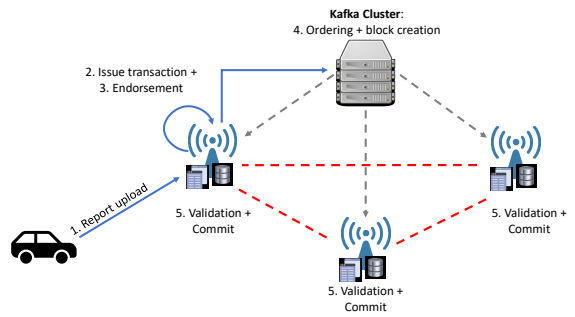 Kafka Cluster:
4. Ordering + block creation
2. Issue transaction +
3. Endorsement
1. Report upload
5. Validation +
Commit
5. Validation +
Commit
5. Validation +
Commit